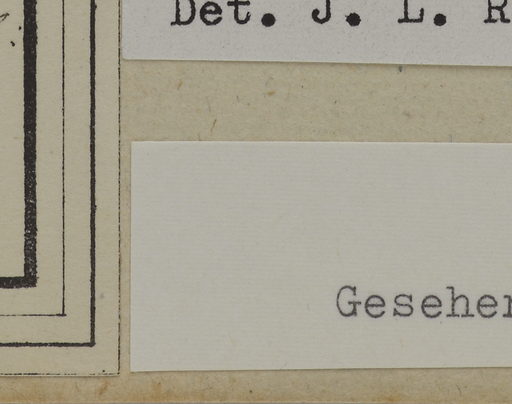 Det. J. L. R
Gesehen